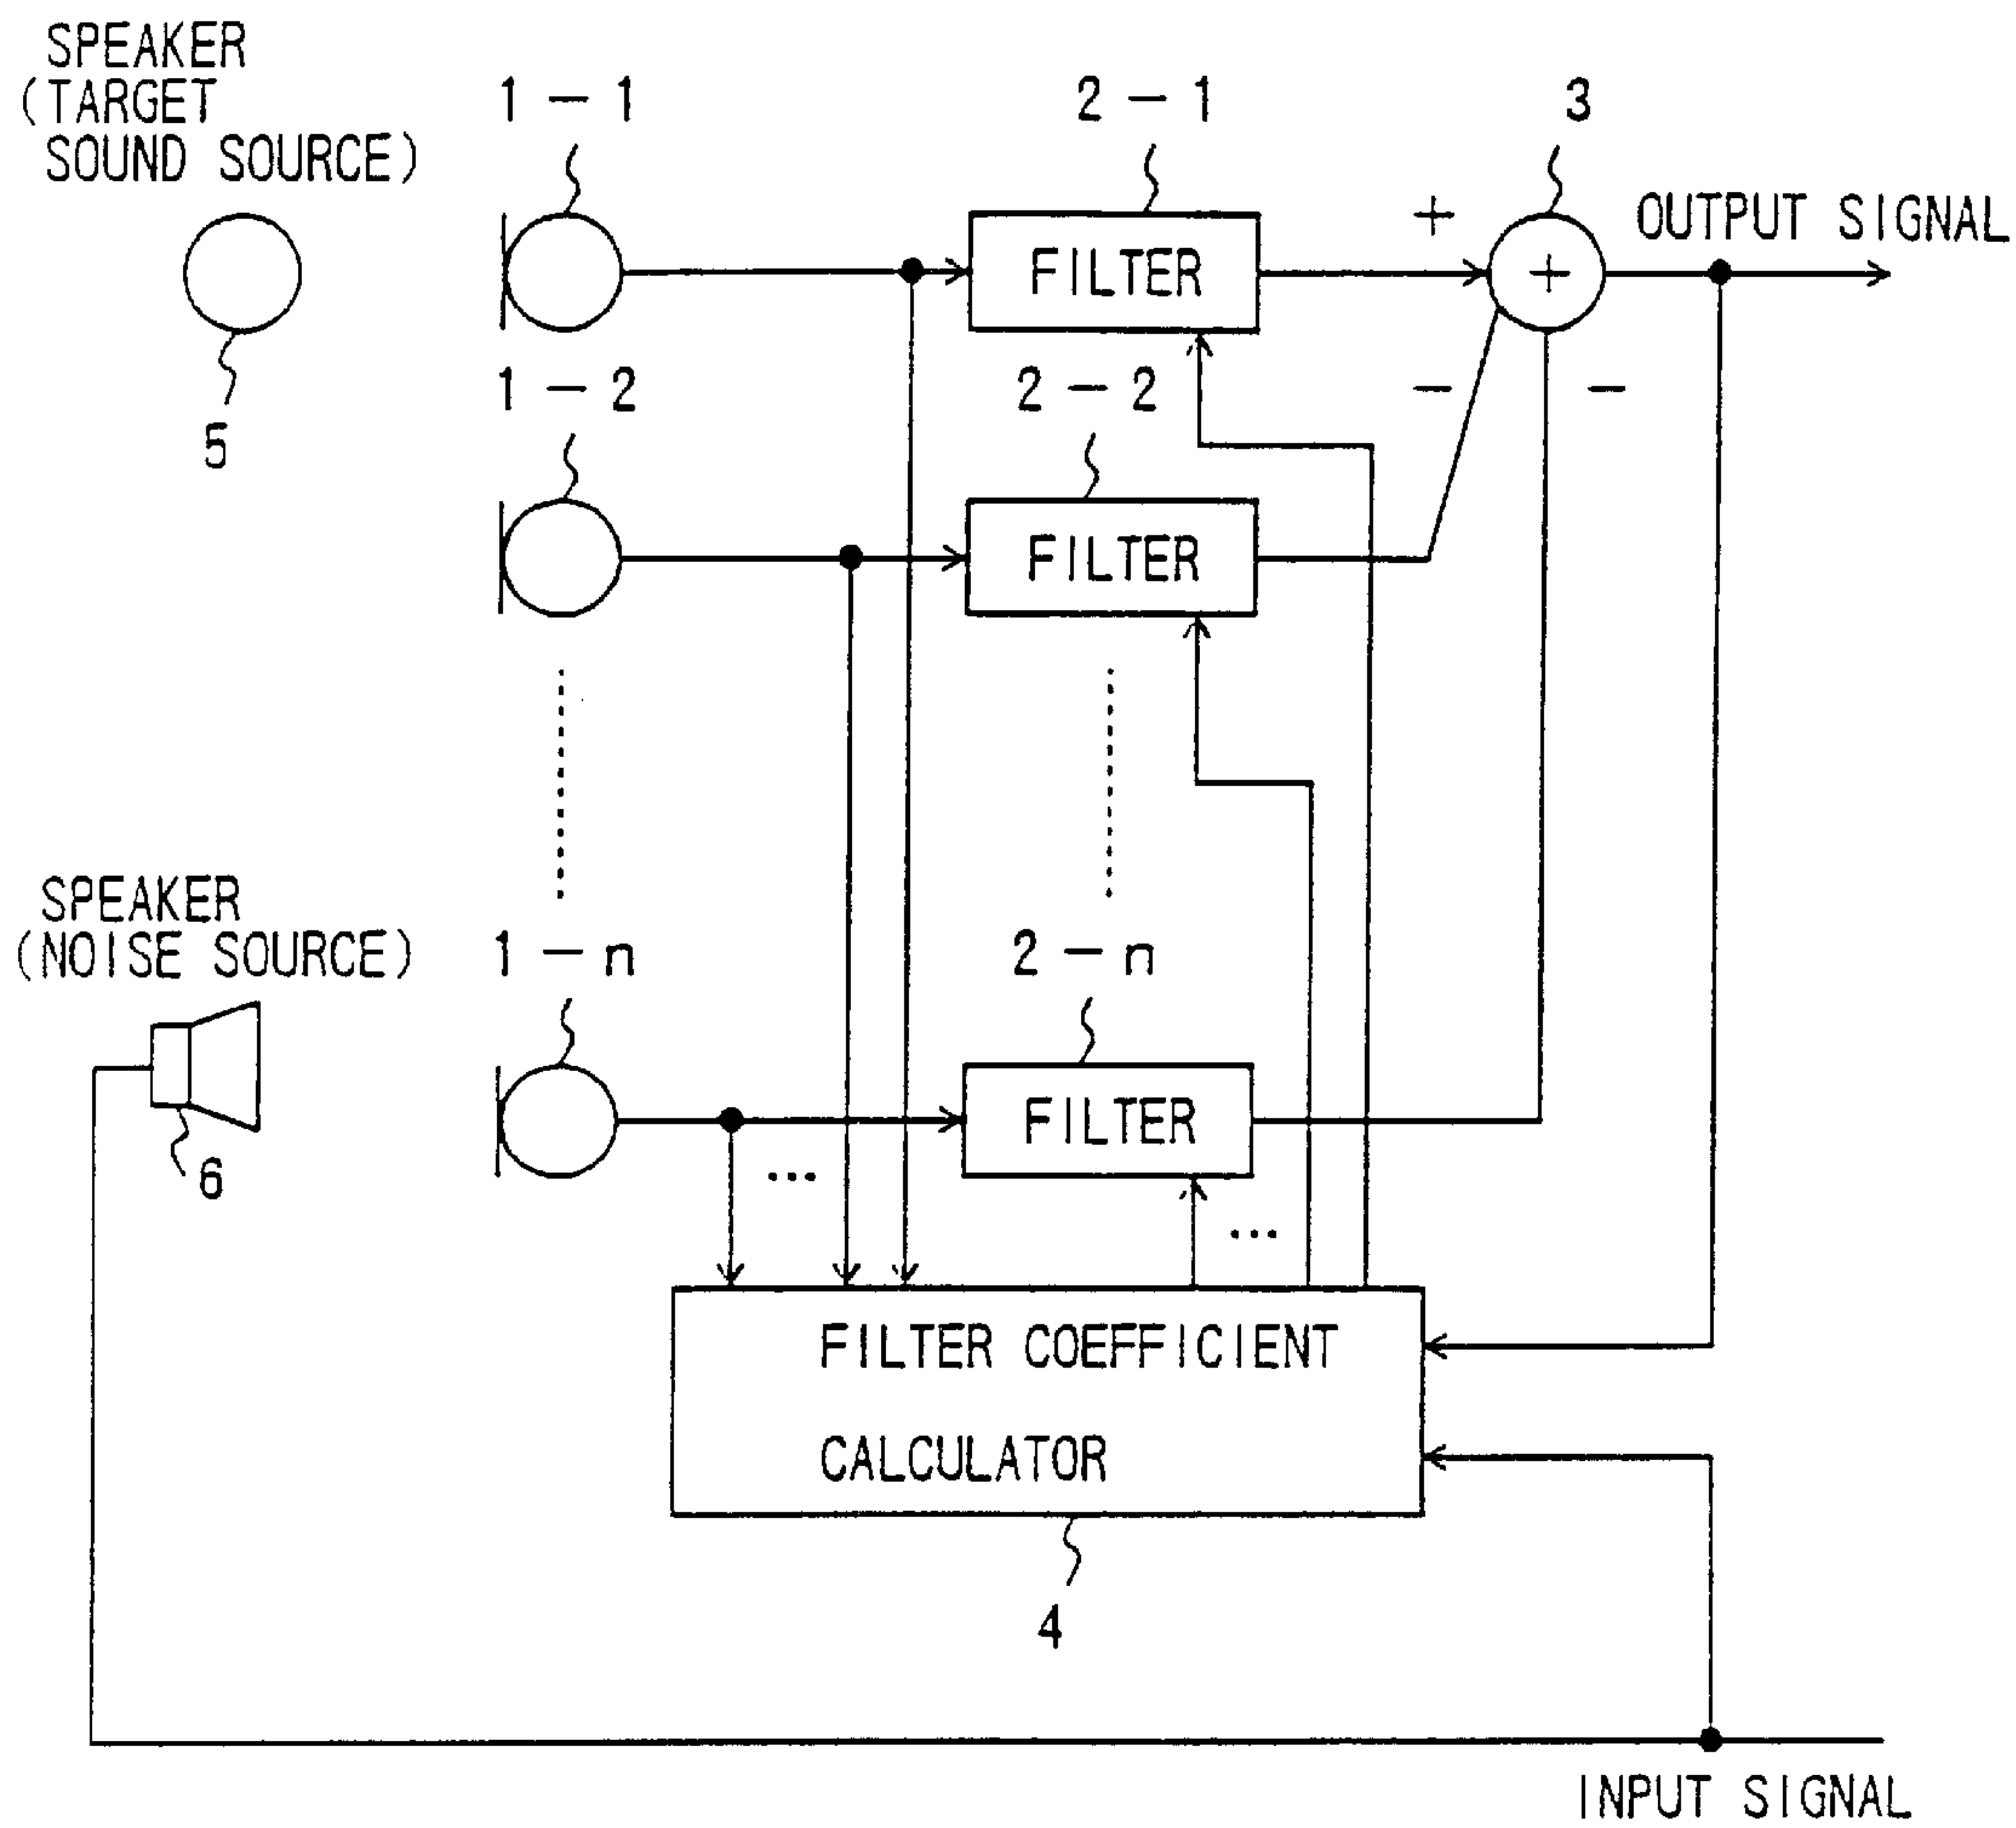 SPEAKER
(TARGET
SOUND SOURCE)
1-1
2-1
3
+
OUTPUT SIGNAL
FILTER
+
5
1-2
2-2
-
-
FILTER
SPEAKER
(NOISE SOURCE)
1-n
2-n
FILTER
6
...
...
FILTER COEFFICIENT
CALCULATOR
4
INPUT SIGNAL